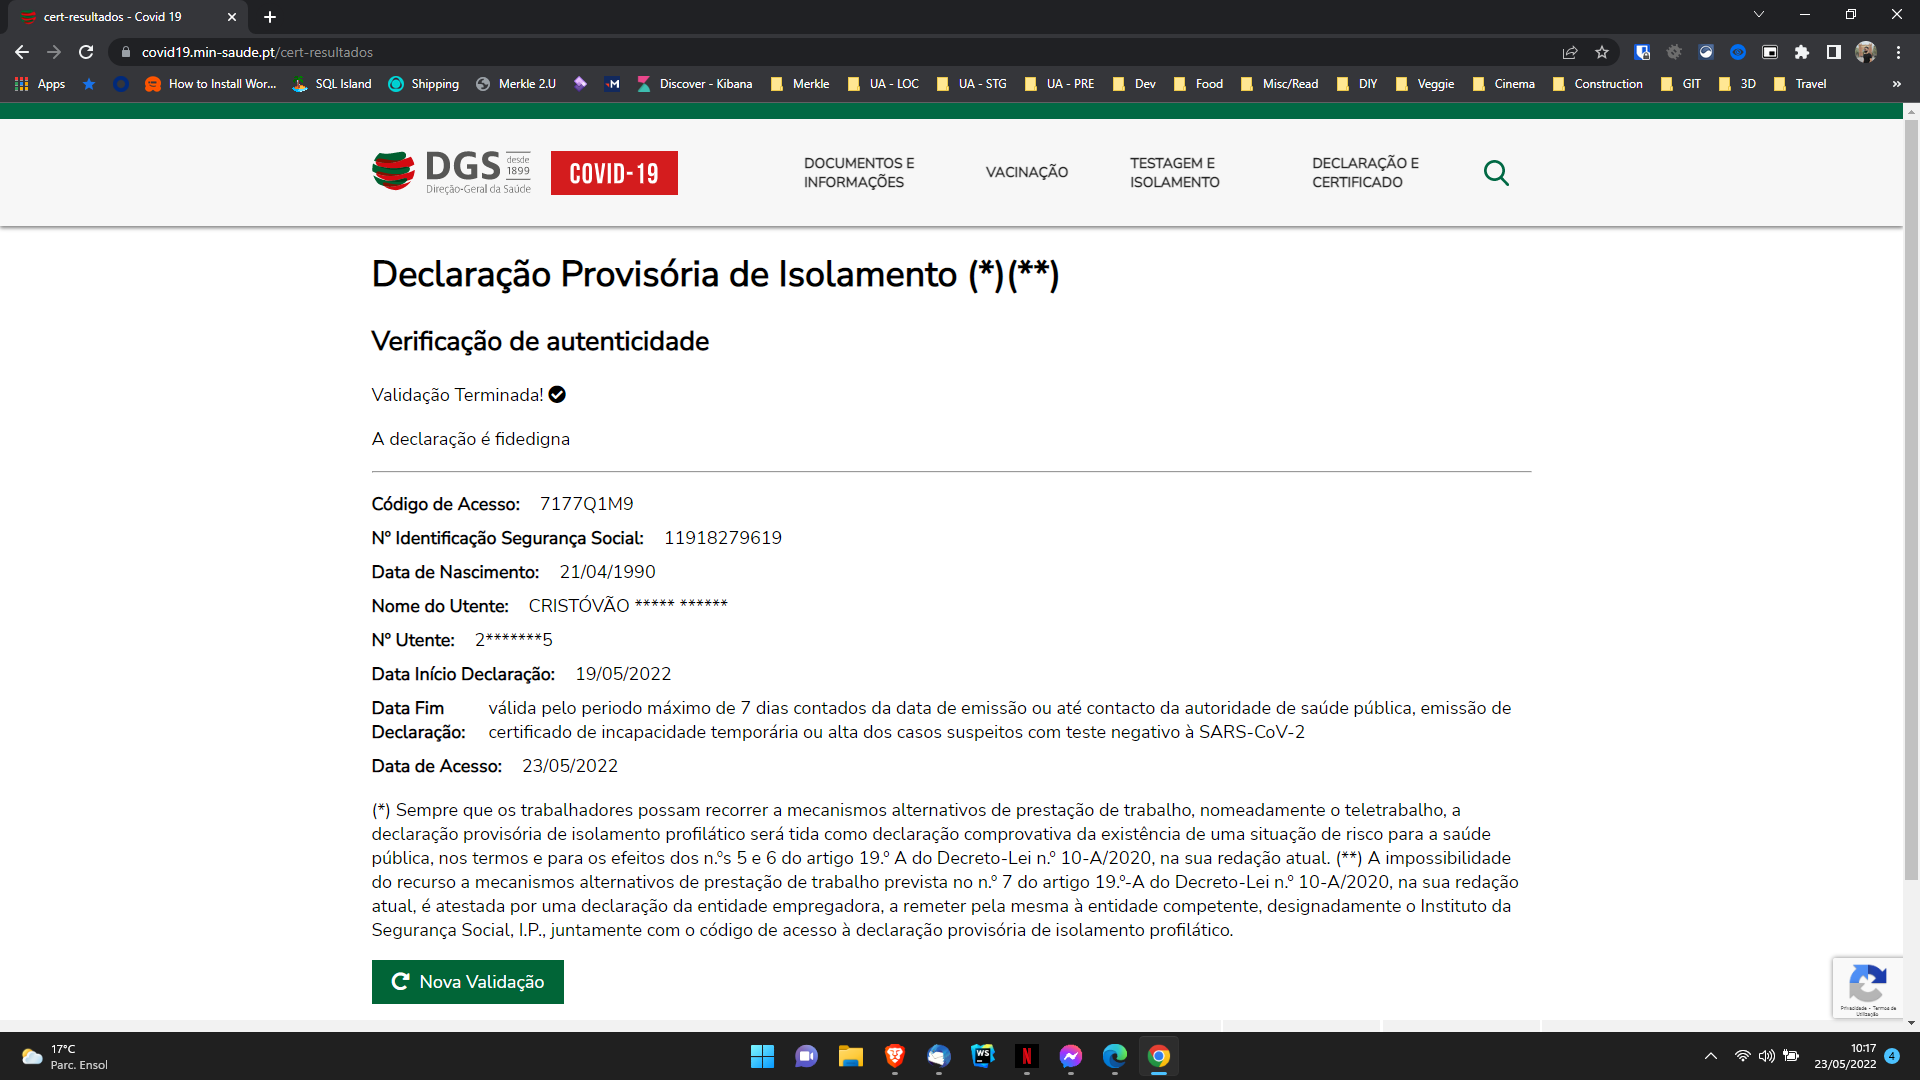 cert-resultados - Covid 19
covid19.min-saude.pt/cert-resultados
Apps How to Install Wor... SQL Island Shipping Merkle 2.U Discover - Kibana Merkle UA - LOC UA - STG UA - PRE Dev Food Misc/Read DIY Veggie Cinema Construction GIT 3D Travel »
DGS desde 1899
Direção-Geral da Saúde
COVID-19
DOCUMENTOS E
INFORMAÇÕES
VACINAÇÃO
TESTAGEM E
ISOLAMENTO
DECLARAÇÃO E
CERTIFICADO
Declaração Provisória de Isolamento (*)(**)
Verificação de autenticidade
Validação Terminada!
A declaração é fidedigna
Código de Acesso: 7177Q1M9
Nº Identificação Segurança Social: 11918279619
Data de Nascimento: 21/04/1990
Nome do Utente: CRISTÓVÃO ***** ******
Nº Utente: 2*******5
Data Início Declaração: 19/05/2022
Data Fim Declaração: válida pelo periodo máximo de 7 dias contados da data de emissão ou até contacto da autoridade de saúde pública, emissão de
certificado de incapacidade temporária ou alta dos casos suspeitos com teste negativo à SARS-CoV-2
Data de Acesso: 23/05/2022
(*) Sempre que os trabalhadores possam recorrer a mecanismos alternativos de prestação de trabalho, nomeadamente o teletrabalho, a
declaração provisória de isolamento profilático será tida como declaração comprovativa da existência de uma situação de risco para a saúde
pública, nos termos e para os efeitos dos n.ºs 5 e 6 do artigo 19.º A do Decreto-Lei n.º 10-A/2020, na sua redação atual. (**) A impossibilidade
do recurso a mecanismos alternativos de prestação de trabalho prevista no n.º 7 do artigo 19.º-A do Decreto-Lei n.º 10-A/2020, na sua redação
atual, é atestada por uma declaração da entidade empregadora, a remeter pela mesma à entidade competente, designadamente o Instituto da
Segurança Social, I.P., juntamente com o código de acesso à declaração provisória de isolamento profilático.
Nova Validação
Privacidade - Termos de
Utilização
17°C
Parc. Ensol
WS
N
10:17
23/05/2022
4